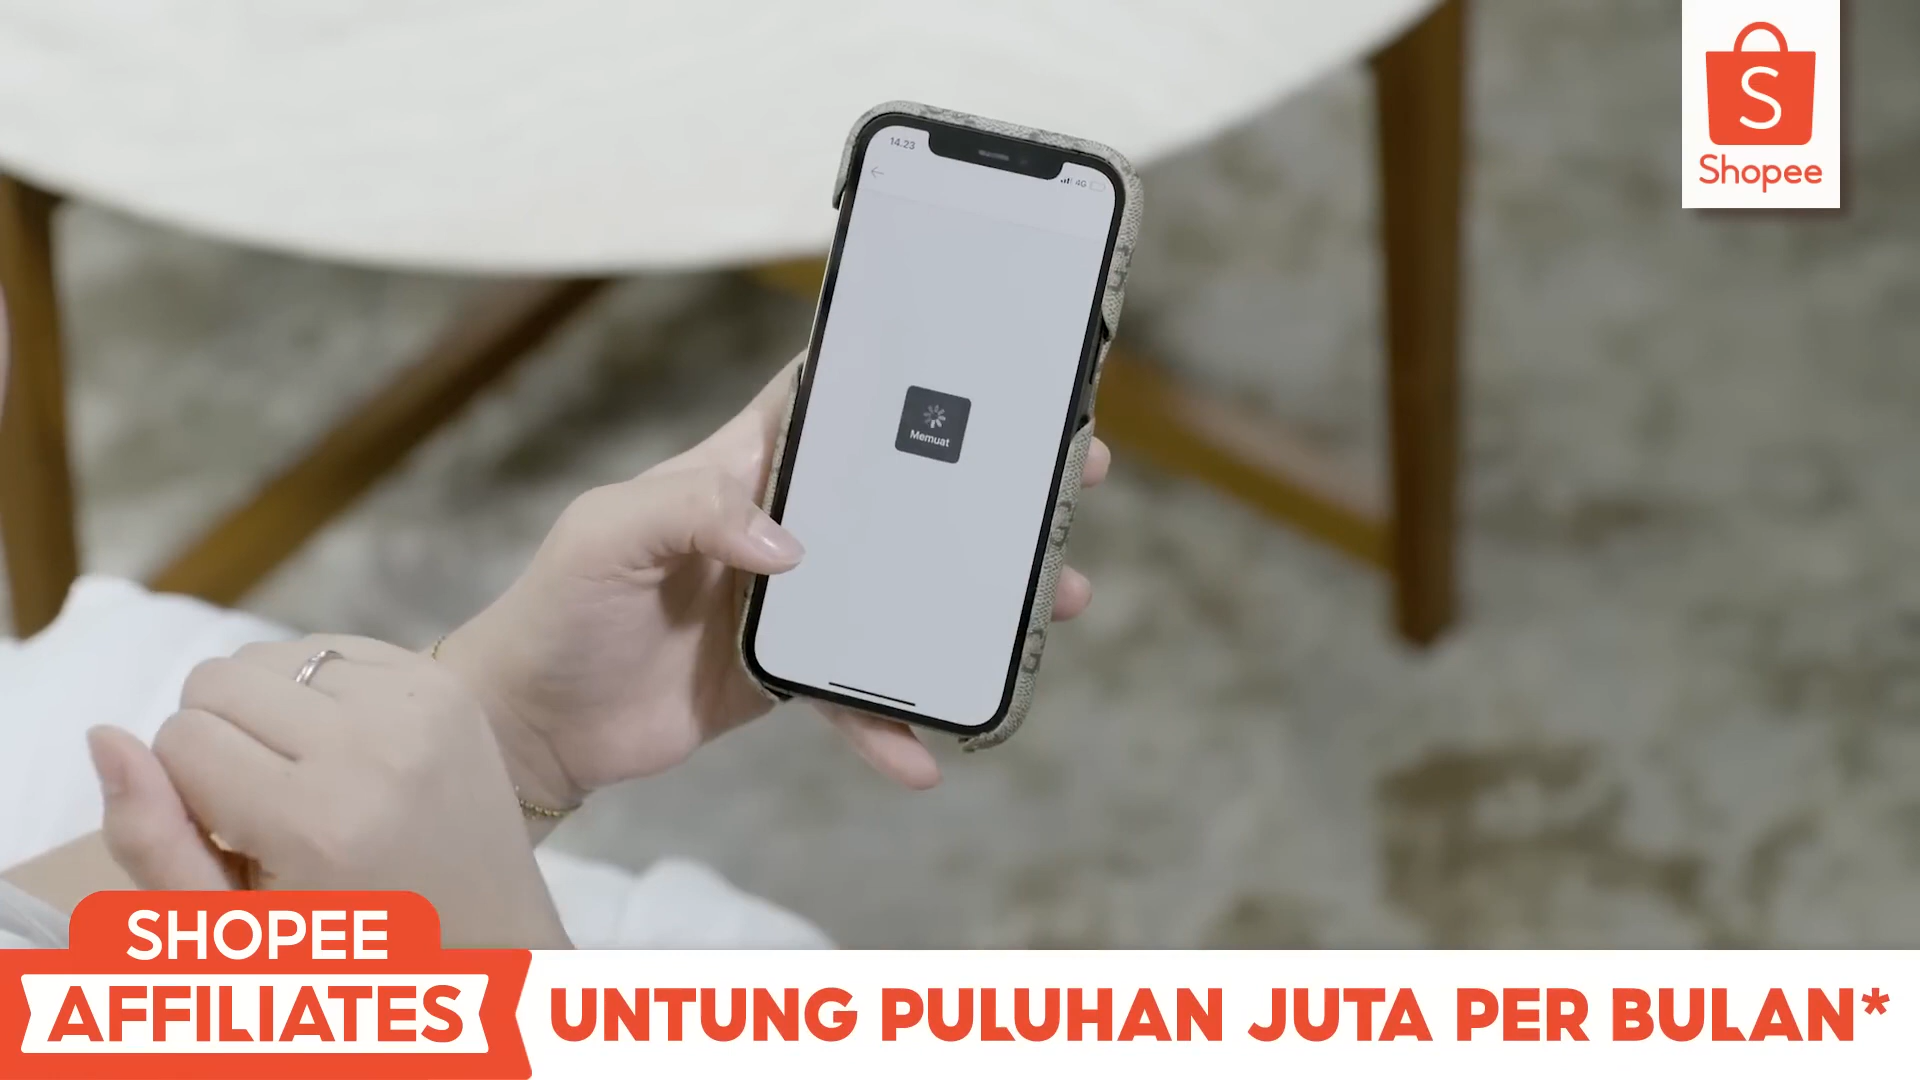 S
Shopee
14.23
4G
Memuat
SHOPEE
AFFILIATES
UNTUNG PULUHAN JUTA PER BULAN*